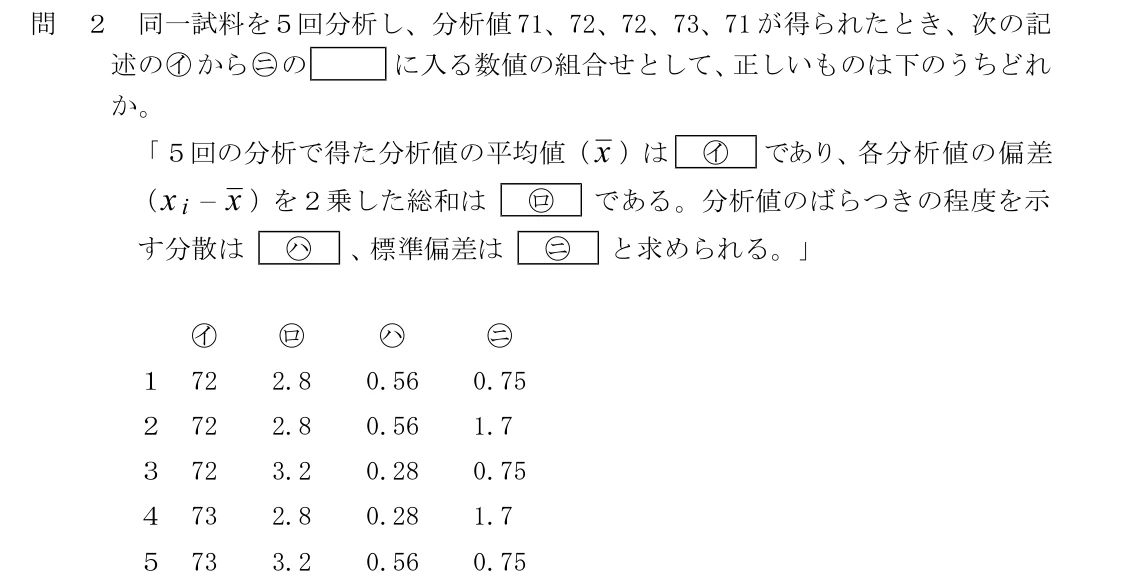 問　２　同一試料を５回分析し、分析値71、72、72、73、71が得られたとき、次の記
述の㋑から㋥の　　に入る数値の組合せとして、正しいものは下のうちどれ
か。
「５回の分析で得た分析値の平均値（x̄）は ㋑ であり、各分析値の偏差
（xᵢ − x̄）を２乗した総和は ㋺ である。分析値のばらつきの程度を示
す分散は ㋩ 、標準偏差は ㋥ と求められる。」
㋑　㋺　㋩　㋥
１　72　2.8　0.56　0.75
２　72　2.8　0.56　1.7
３　72　3.2　0.28　0.75
４　73　2.8　0.28　1.7
５　73　3.2　0.56　0.75